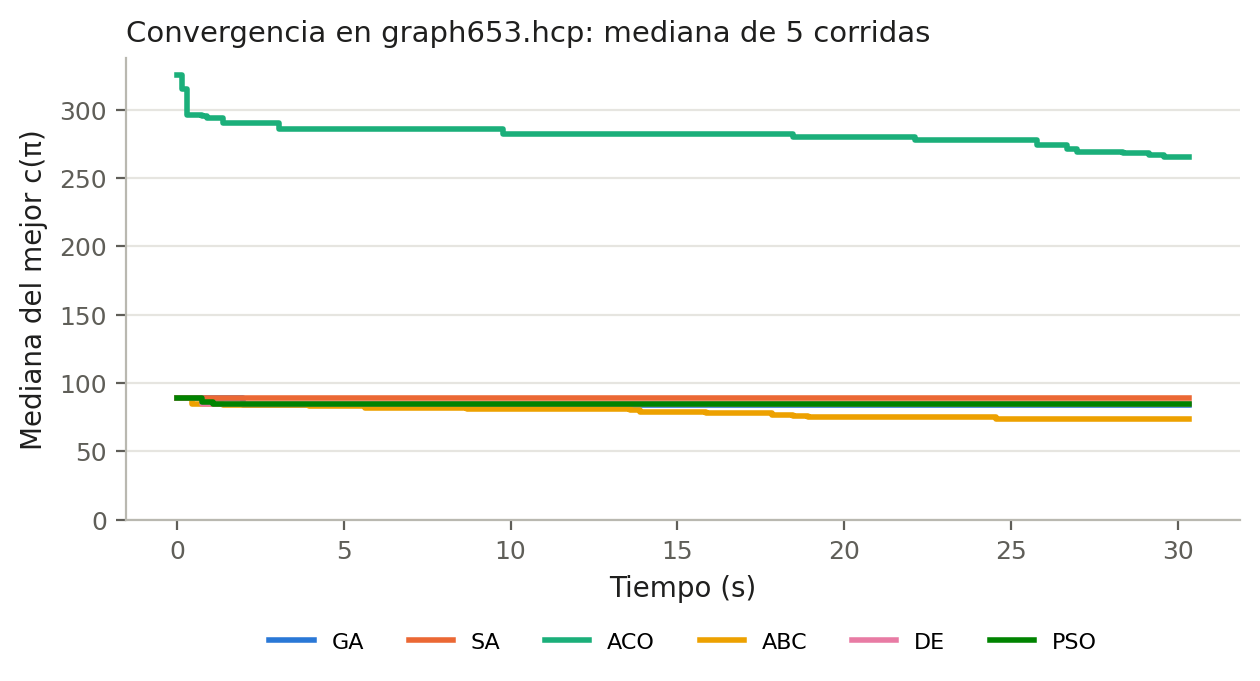 Convergencia en graph653.hcp: mediana de 5 corridas
Mediana del mejor c(π)
300
250
200
150
100
50
0
0 5 10 15 20 25 30
Tiempo (s)
GA SA ACO ABC DE PSO